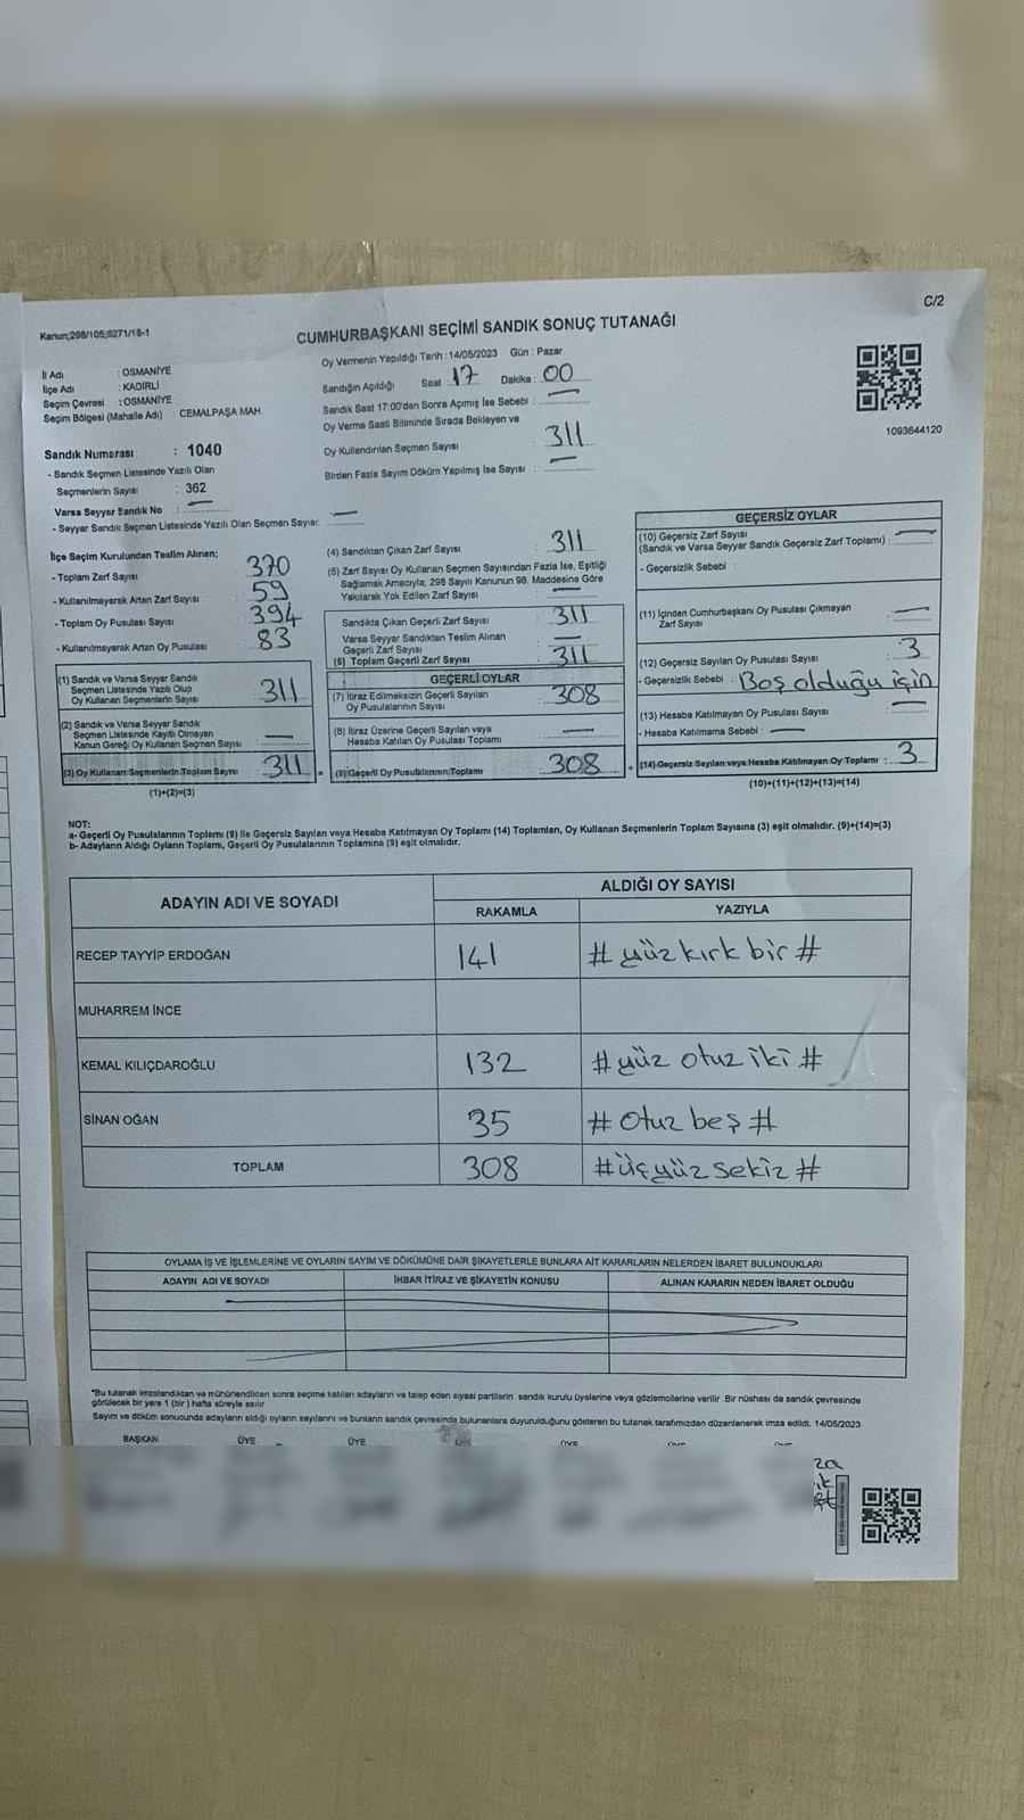 C/2
Kanun;298/105;6271/16-1
CUMHURBAŞKANI SEÇİMİ SANDIK SONUÇ TUTANAĞI
İl Adı : OSMANİYE
İlçe Adı : KADİRLİ
Seçim Çevresi : OSMANİYE
Seçim Bölgesi (Mahalle Adı) : CEMALPAŞA MAH.
Sandık Numarası : 1040
- Sandık Seçmen Listesinde Yazılı Olan
Seçmenlerin Sayısı : 362
Varsa Seyyar Sandık No
- Seyyar Sandık Seçmen Listesinde Yazılı Olan Seçmen Sayısı:
Oy Vermenin Yapıldığı Tarih : 14/05/2023 Gün : Pazar
Sandığın Açıldığı Saat 17 Dakika : 00
Sandık Saat 17:00'dan Sonra Açımış İse Sebebi :
Oy Verme Saati Bitiminde Sırada Bekleyen ve
Oy Kullandırılan Seçmen Sayısı 311
Birden Fazla Sayım Döküm Yapılmış İse Sayısı :
1093644120
İlçe Seçim Kurulundan Teslim Alınan;
- Toplam Zarf Sayısı 370
- Kullanılmayarak Artan Zarf Sayısı 59
- Toplam Oy Pusulası Sayısı 394
- Kullanılmayarak Artan Oy Pusulası 83
(1) Sandık ve Varsa Seyyar Sandık
Seçmen Listesinde Yazılı Olup
Oy Kullanan Seçmenlerin Sayısı 311
(2) Sandık ve Varsa Seyyar Sandık
Seçmen Listesinde Kayıtlı Olmayan
Kanun Gereği Oy Kullanan Seçmen Sayısı
(3) Oy Kullanan Seçmenlerin Toplam Sayısı 311
(1)+(2)=(3)
(4) Sandıktan Çıkan Zarf Sayısı 311
(5) Zarf Sayısı Oy Kullanan Seçmen Sayısından Fazla İse, Eşitliği
Sağlamak Amacıyla, 298 Sayılı Kanunun 98. Maddesine Göre
Yakılarak Yok Edilen Zarf Sayısı
Sandıkta Çıkan Geçerli Zarf Sayısı 311
Varsa Seyyar Sandıktan Teslim Alınan
Geçerli Zarf Sayısı
(6) Toplam Geçerli Zarf Sayısı 311
GEÇERLİ OYLAR
(7) İtiraz Edilmeksizin Geçerli Sayılan
Oy Pusulalarının Sayısı 308
(8) İtiraz Üzerine Geçerli Sayılan veya
Hesaba Katılan Oy Pusulası Toplamı
(9) Geçerli Oy Pusulalarının Toplamı 308
GEÇERSİZ OYLAR
(10) Geçersiz Zarf Sayısı
(Sandık ve Varsa Seyyar Sandık Geçersiz Zarf Toplamı) :
- Geçersizlik Sebebi :
(11) İçinden Cumhurbaşkanı Oy Pusulası Çıkmayan
Zarf Sayısı
(12) Geçersiz Sayılan Oy Pusulası Sayısı 3
- Geçersizlik Sebebi : Boş olduğu için
(13) Hesaba Katılmayan Oy Pusulası Sayısı
- Hesaba Katılmama Sebebi :
(14) Geçersiz Sayılan veya Hesaba Katılmayan Oy Toplamı : 3
(10)+(11)+(12)+(13)=(14)
NOT:
a- Geçerli Oy Pusulalarının Toplamı (9) ile Geçersiz Sayılan veya Hesaba Katılmayan Oy Toplamı (14) Toplamları, Oy Kullanan Seçmenlerin Toplam Sayısına (3) eşit olmalıdır. (9)+(14)=(3)
b- Adayların Aldığı Oyların Toplamı, Geçerli Oy Pusulalarının Toplamına (9) eşit olmalıdır.
ADAYIN ADI VE SOYADI
ALDIĞI OY SAYISI
RAKAMLA YAZIYLA
RECEP TAYYİP ERDOĞAN 141 # yüz kırk bir #
MUHARREM İNCE
KEMAL KILIÇDAROĞLU 132 # yüz otuz iki #
SİNAN OĞAN 35 # otuz beş #
TOPLAM 308 # üçyüz sekiz #
OYLAMA İŞ VE İŞLEMLERİNE VE OYLARIN SAYIM VE DÖKÜMÜNE DAİR ŞİKAYETLERLE BUNLARA AİT KARARLARIN NELERDEN İBARET BULUNDUKLARI
ADAYIN ADI VE SOYADI İHBAR İTİRAZ VE ŞİKAYETİN KONUSU ALINAN KARARIN NEDEN İBARET OLDUĞU
*Bu tutanak imzalandıktan ve mühürlendikten sonra seçime katılan adayların ve talep eden siyasi partilerin sandık kurulu üyelerine veya gözlemcilerine verilir. Bir nüshası da sandık çevresinde
görülecek bir yere 1 (bir) hafta süreyle asılır
Sayım ve döküm sonucunda adayların aldığı oyların sayılarını ve bunların sandık çevresinde bulunanlara duyurulduğunu gösteren bu tutanak tarafımızdan düzenlenerek imza edildi. 14/05/2023
BAŞKAN ÜYE ÜYE